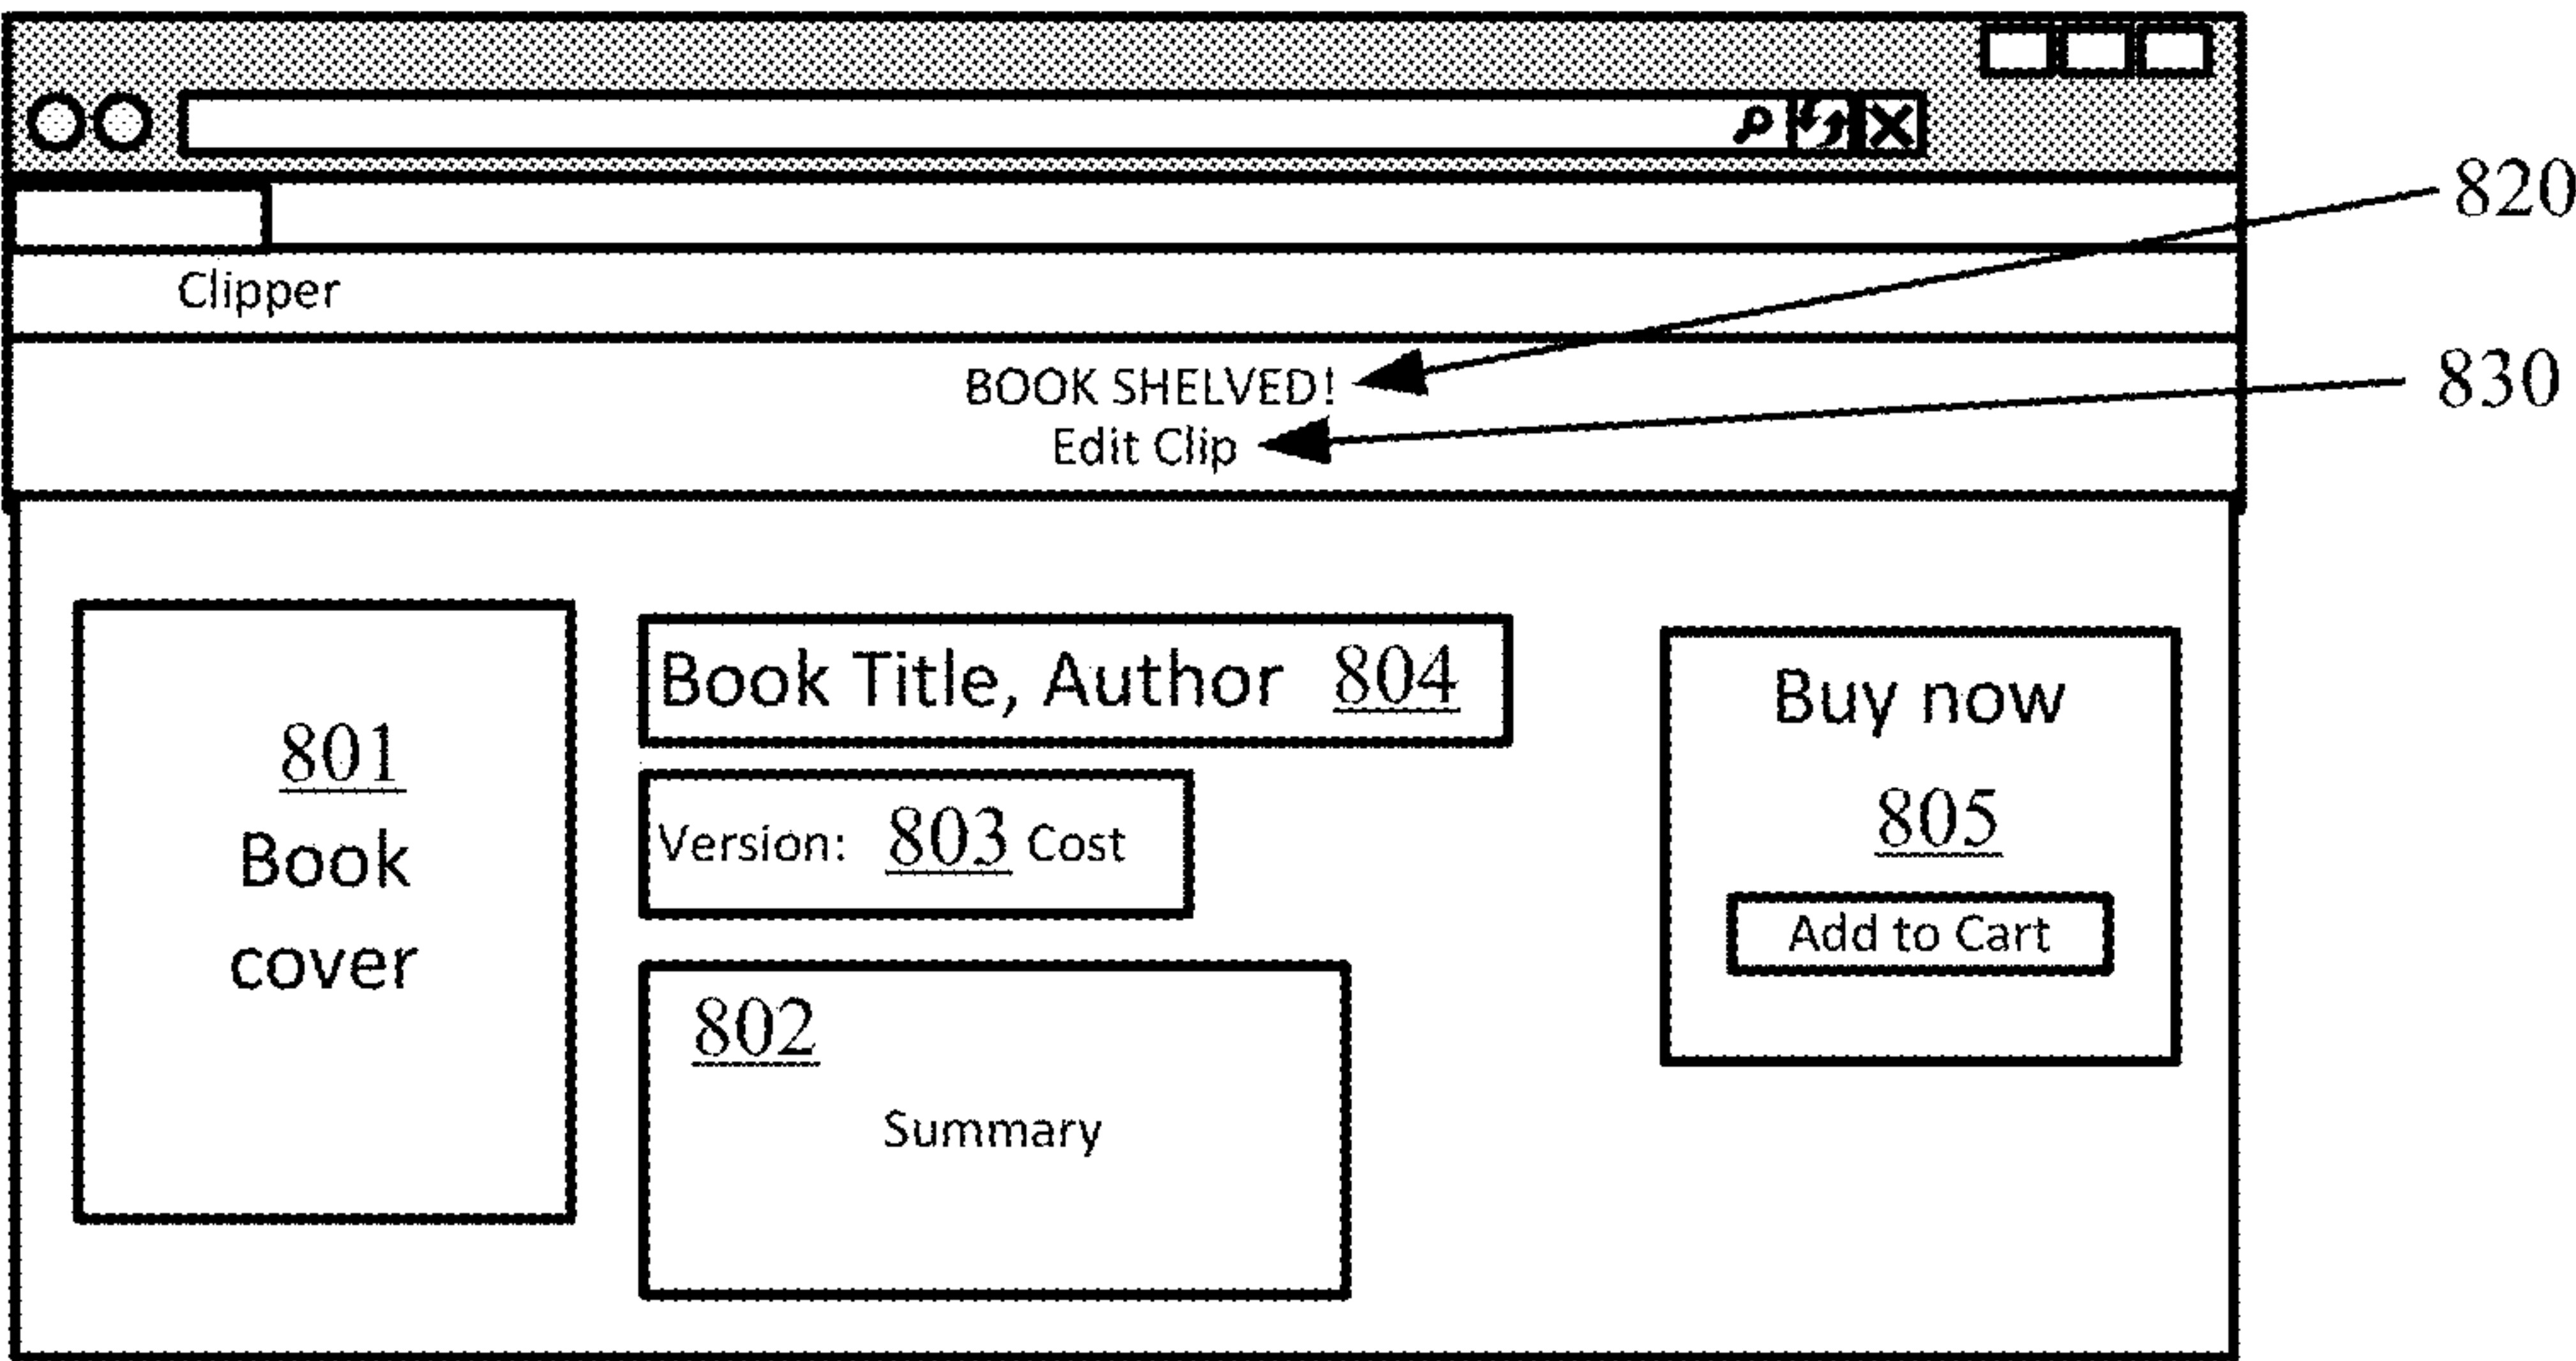 820
Clipper
BOOK SHELVED!
830
Edit Clip
801
Book
cover
Book Title, Author 804
Version: 803 Cost
802
Summary
Buy now
805
Add to Cart